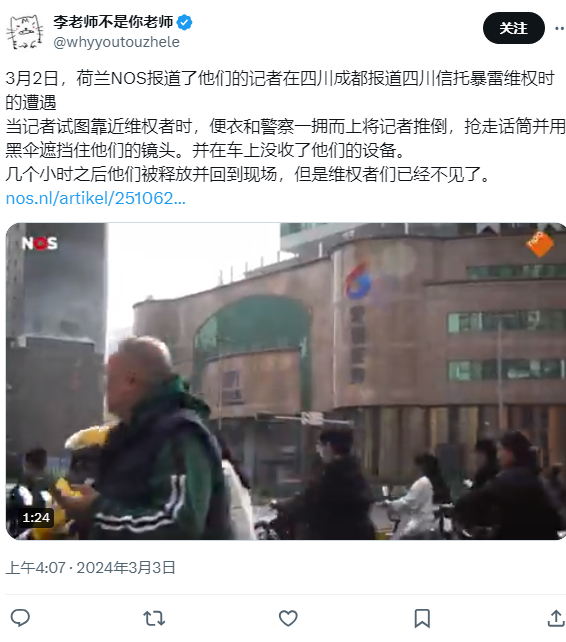 李老师不是你老师
@whyyoutouzhele
关注
3月2日，荷兰NOS报道了他们的记者在四川成都报道四川信托暴雷维权时
的遭遇
当记者试图靠近维权者时，便衣和警察一拥而上将记者推倒，抢走话筒并用
黑伞遮挡住他们的镜头。并在车上没收了他们的设备。
几个小时之后他们被释放并回到现场，但是维权者们已经不见了。
nos.nl/artikel/251062...
NOS
nos
1:24
上午4:07 · 2024年3月3日